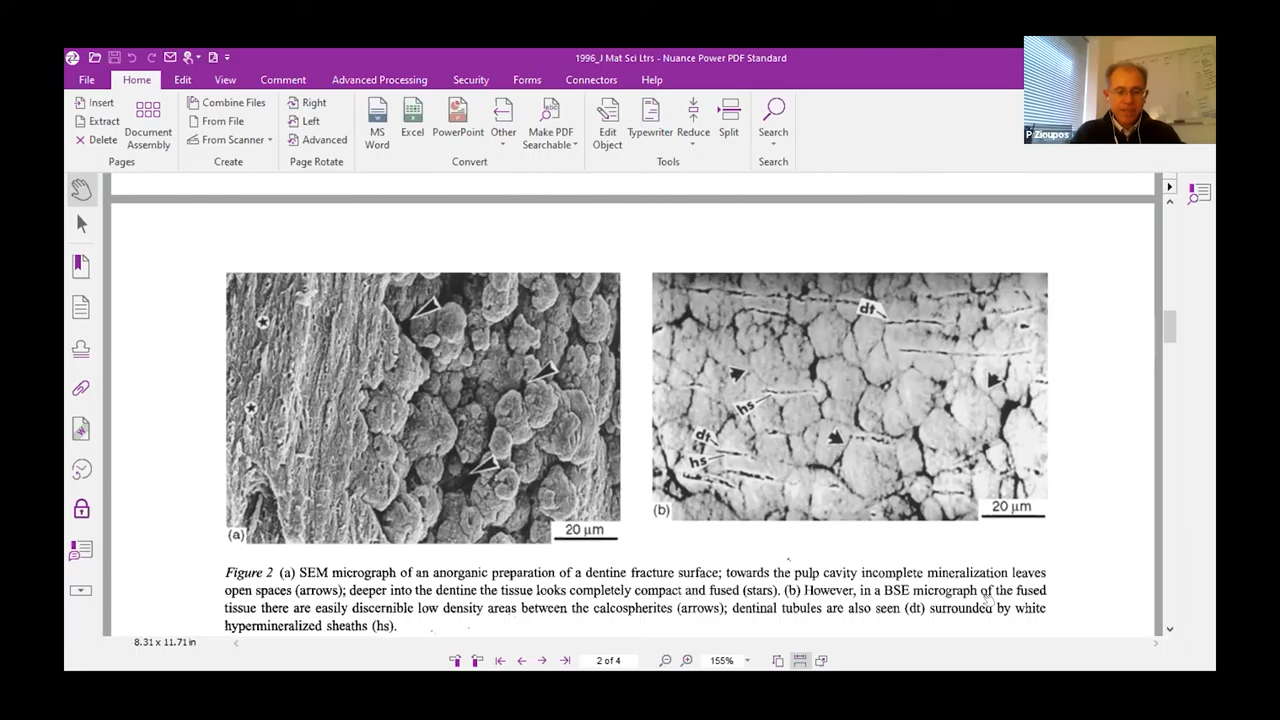 1996_J Mat Sci Ltrs - Nuance Power PDF Standard
File Home Edit View Comment Advanced Processing Security Forms Connectors Help
Insert
Extract
Delete
Document
Assembly
Pages
Combine Files
From File
From Scanner
Create
Right
Left
Advanced
Page Rotate
MS
Word
Excel
PowerPoint
Other
Make PDF
Searchable
Convert
Edit
Object
Typewriter
Reduce
Split
Tools
Search
Search
P Zioupos
dt
hs
dt
hs
(a)
20 μm
(b)
20 μm
Figure 2 (a) SEM micrograph of an anorganic preparation of a dentine fracture surface; towards the pulp cavity incomplete mineralization leaves
open spaces (arrows); deeper into the dentine the tissue looks completely compact and fused (stars). (b) However, in a BSE micrograph of the fused
tissue there are easily discernible low density areas between the calcospherites (arrows); dentinal tubules are also seen (dt) surrounded by white
hypermineralized sheaths (hs).
8.31 x 11.71 in
2 of 4
155%